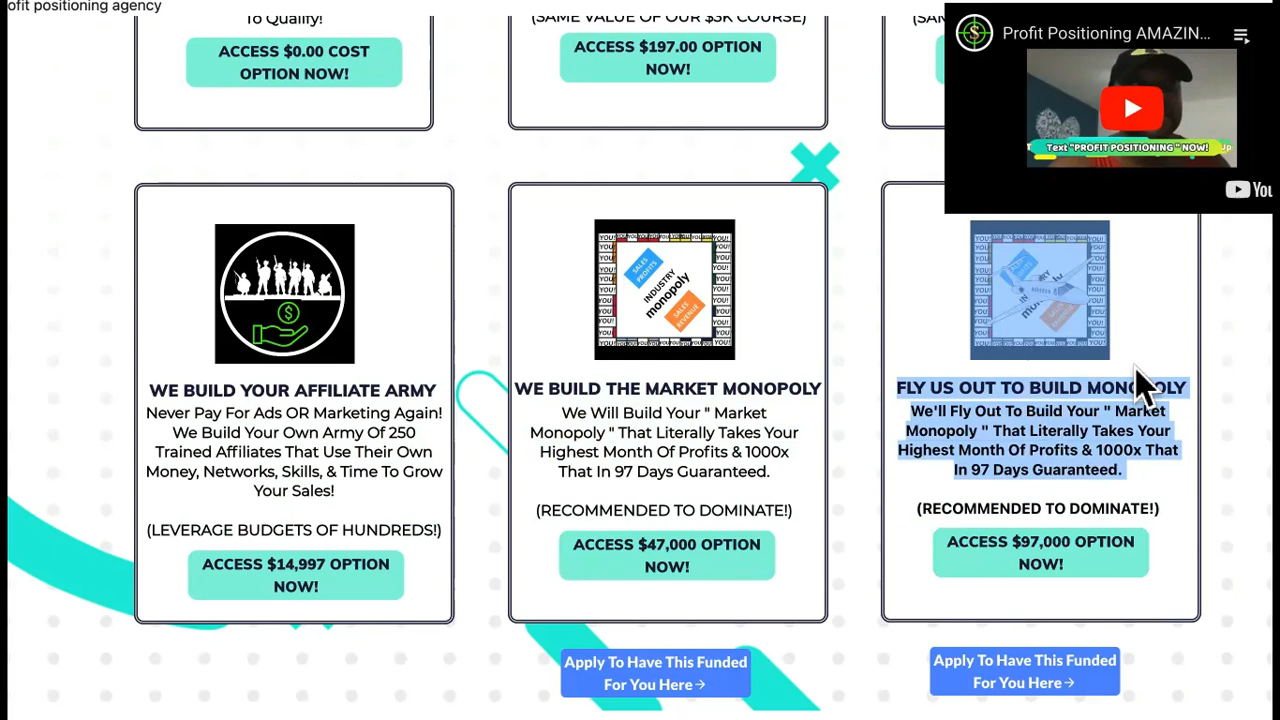 ofit positioning agency
To Qualify!
ACCESS $0.00 COST
OPTION NOW!
(SAME VALUE OF OUR $3K COURSE)
ACCESS $197.00 OPTION
NOW!
Profit Positioning AMAZIN...
Text "PROFIT POSITIONING " NOW!
WE BUILD YOUR AFFILIATE ARMY
Never Pay For Ads OR Marketing Again!
We Build Your Own Army Of 250
Trained Affiliates That Use Their Own
Money, Networks, Skills, & Time To Grow
Your Sales!
(LEVERAGE BUDGETS OF HUNDREDS!)
ACCESS $14,997 OPTION
NOW!
SALES
PROFITS
INDUSTRY
monopoly
SALES
REVENUE
WE BUILD THE MARKET MONOPOLY
We Will Build Your " Market
Monopoly " That Literally Takes Your
Highest Month Of Profits & 1000x
That In 97 Days Guaranteed.
(RECOMMENDED TO DOMINATE!)
ACCESS $47,000 OPTION
NOW!
Apply To Have This Funded
For You Here→
FLY US OUT TO BUILD MONOPOLY
We'll Fly Out To Build Your " Market
Monopoly " That Literally Takes Your
Highest Month Of Profits & 1000x That
In 97 Days Guaranteed.
(RECOMMENDED TO DOMINATE!)
ACCESS $97,000 OPTION
NOW!
Apply To Have This Funded
For You Here→